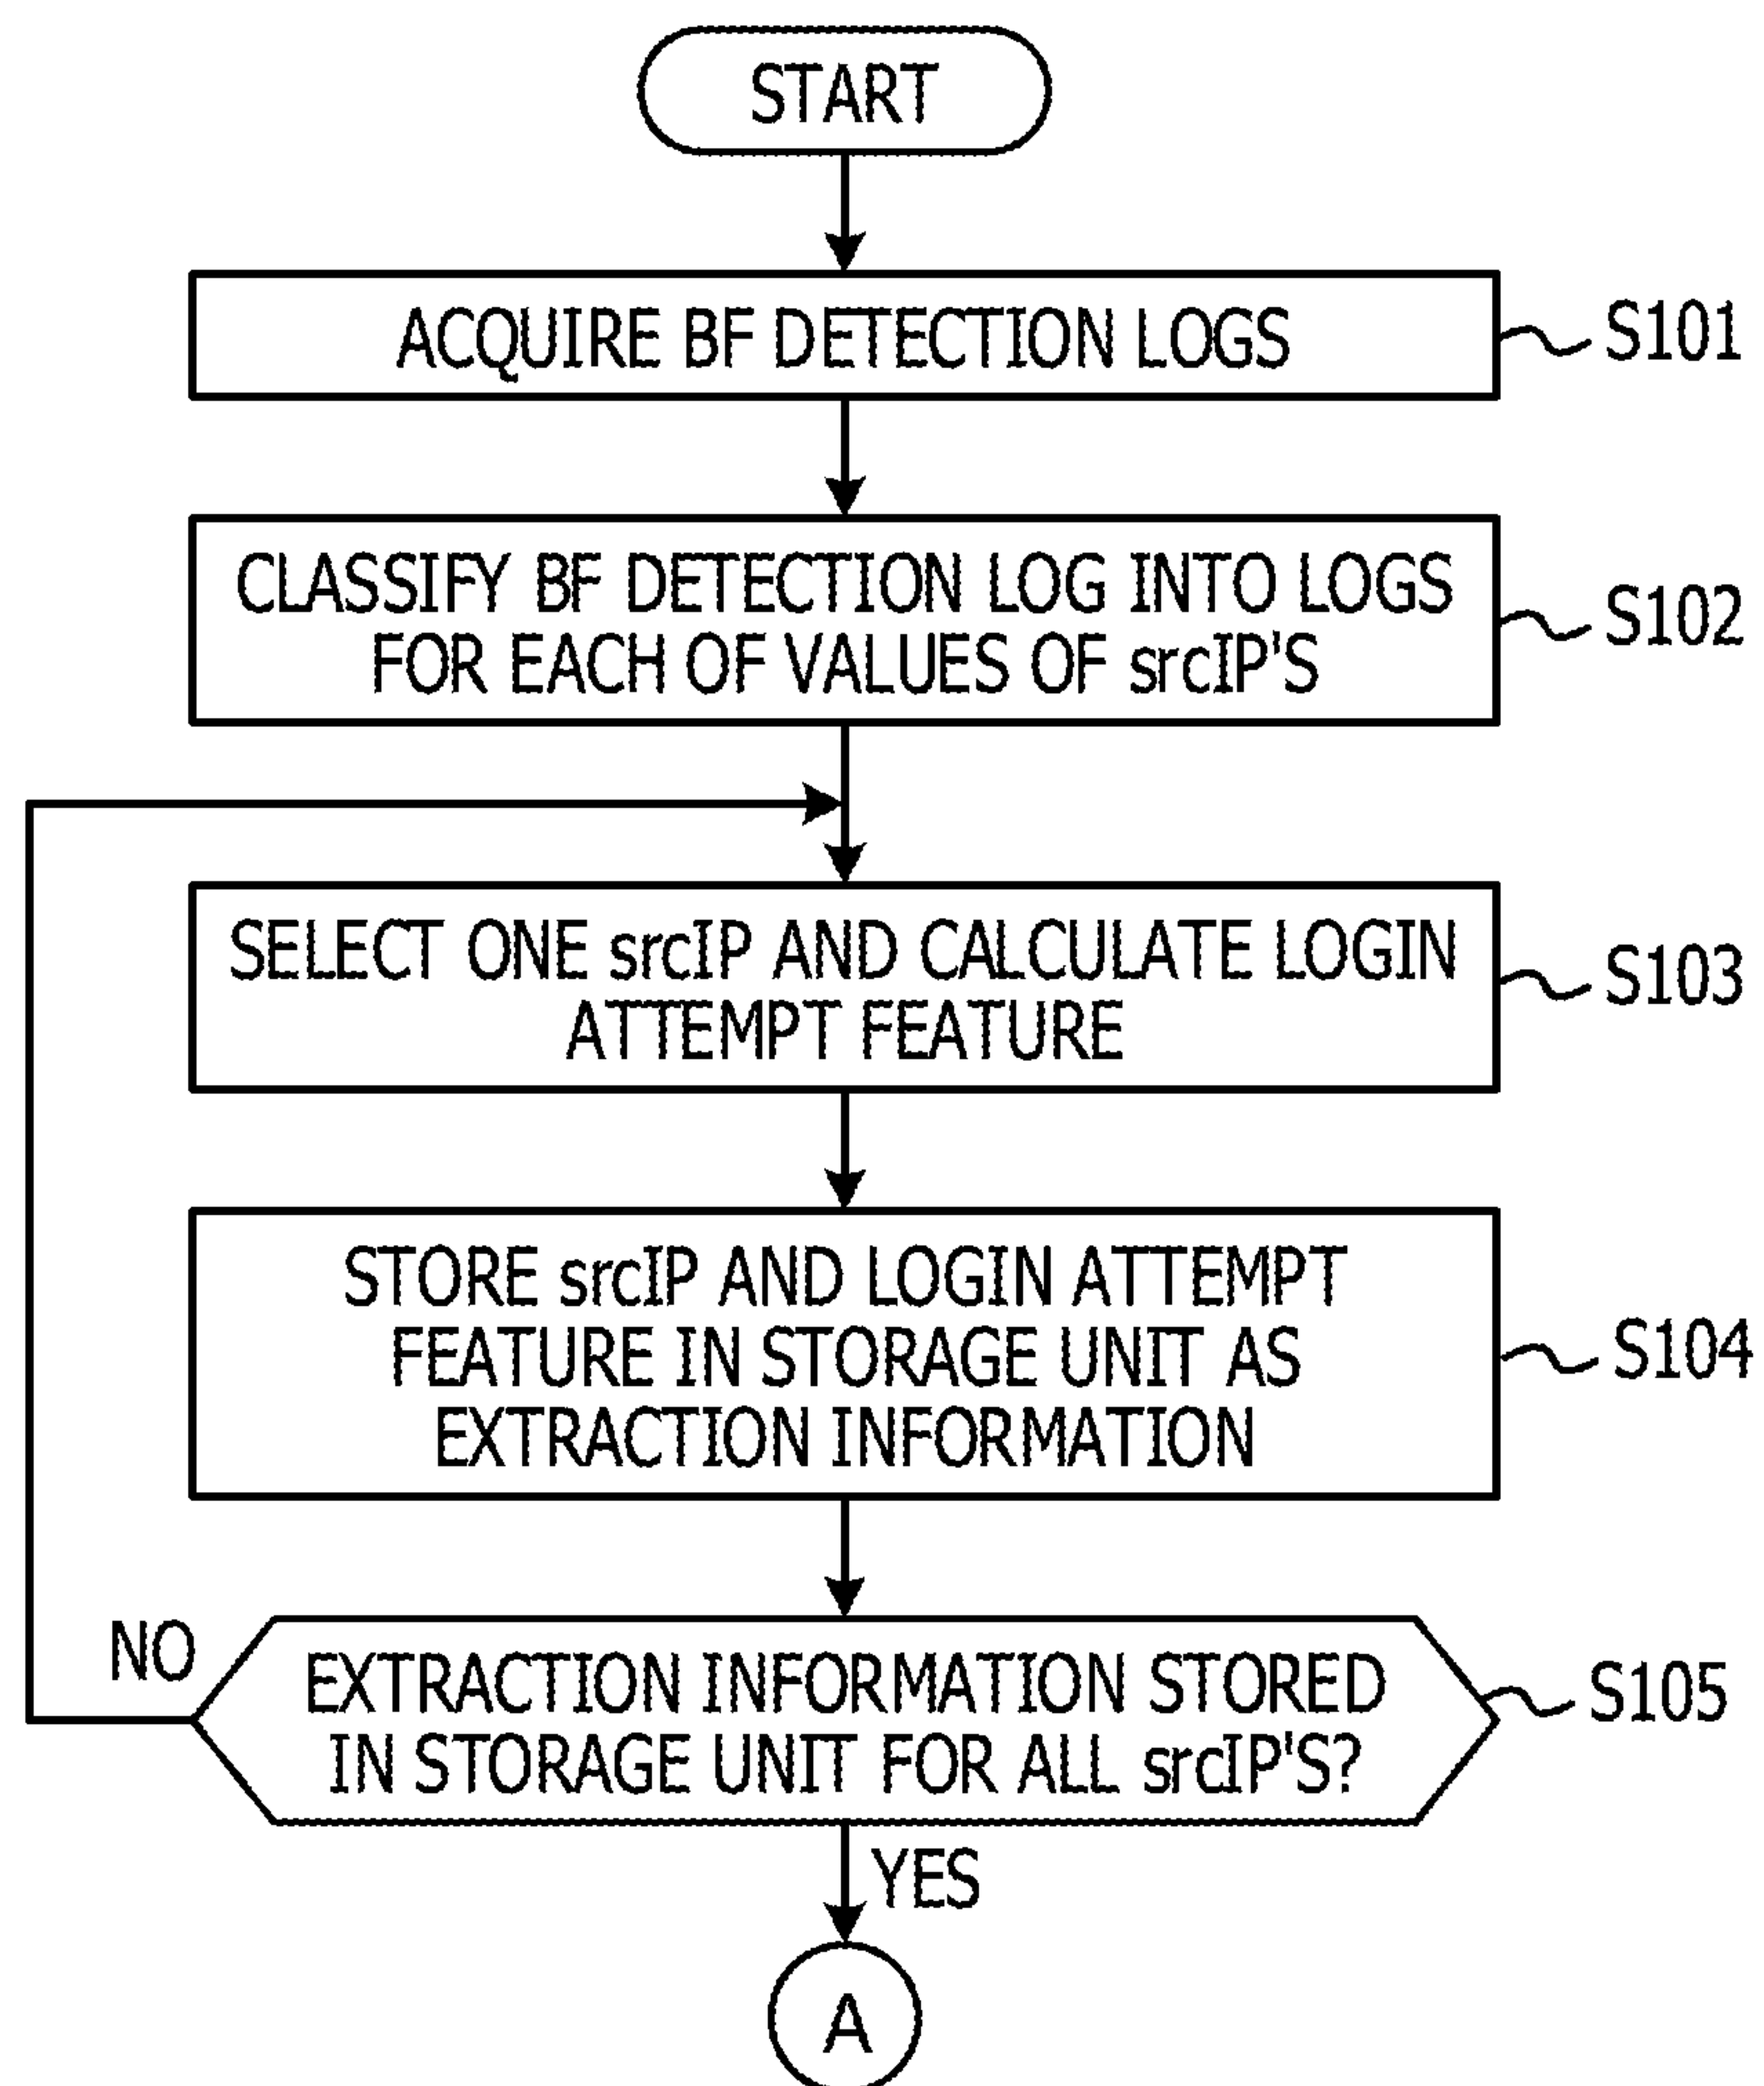 START
ACQUIRE BF DETECTION LOGS
S101
CLASSIFY BF DETECTION LOG INTO LOGS
FOR EACH OF VALUES OF srcIP'S
S102
SELECT ONE srcIP AND CALCULATE LOGIN
ATTEMPT FEATURE
S103
STORE srcIP AND LOGIN ATTEMPT
FEATURE IN STORAGE UNIT AS
EXTRACTION INFORMATION
S104
NO
EXTRACTION INFORMATION STORED
IN STORAGE UNIT FOR ALL srcIP'S?
S105
YES
A